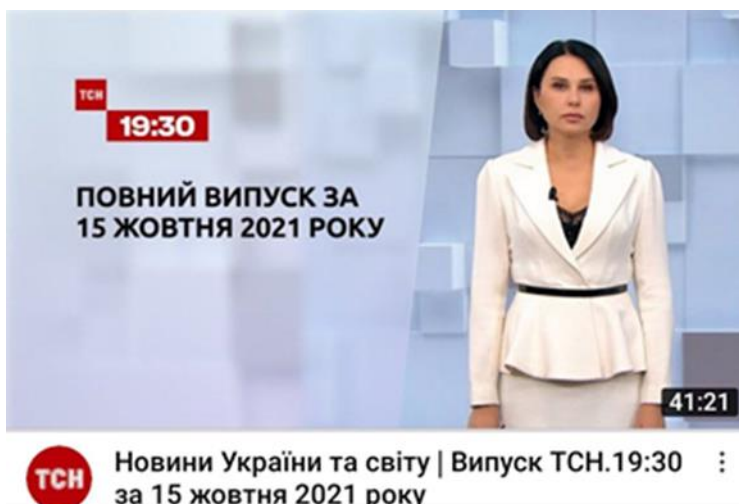 ТСН
19:30
ПОВНИЙ ВИПУСК ЗА
15 ЖОВТНЯ 2021 РОКУ
41:21
ТСН
Новини України та світу | Випуск ТСН.19:30
за 15 жовтня 2021 року